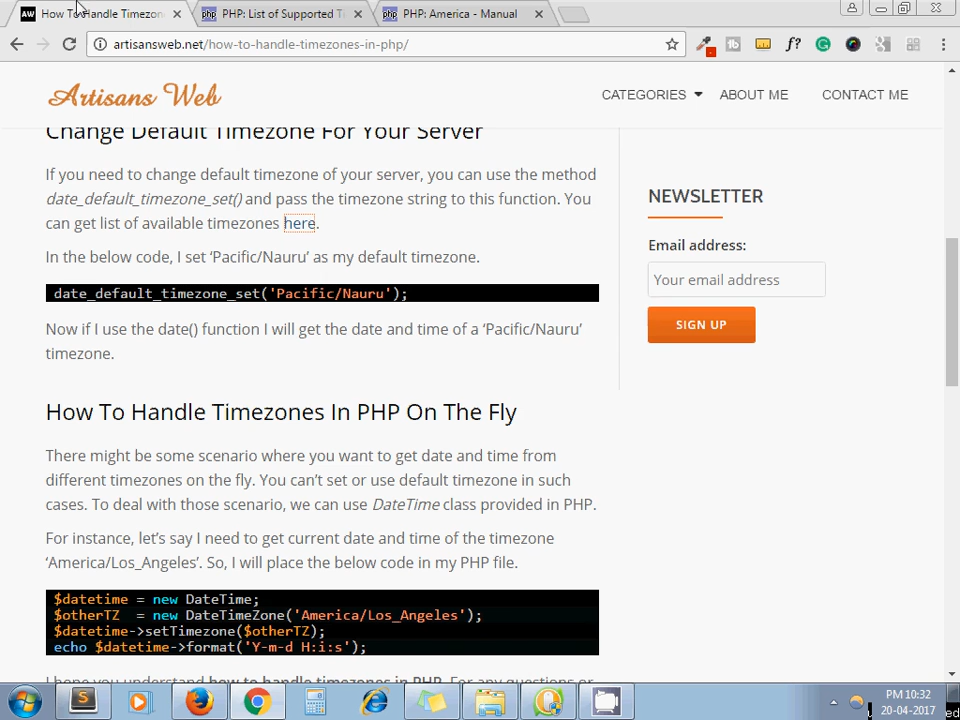 AW How To Handle Timezon
php PHP: List of Supported Ti
php PHP: America - Manual
artisansweb.net/how-to-handle-timezones-in-php/
f?
Artisans Web
CATEGORIES ABOUT ME CONTACT ME
Change Default Timezone For Your Server
If you need to change default timezone of your server, you can use the method
date_default_timezone_set() and pass the timezone string to this function. You
can get list of available timezones here.
In the below code, I set ‘Pacific/Nauru’ as my default timezone.
date_default_timezone_set('Pacific/Nauru');
Now if I use the date() function I will get the date and time of a ‘Pacific/Nauru’
timezone.
How To Handle Timezones In PHP On The Fly
There might be some scenario where you want to get date and time from
different timezones on the fly. You can’t set or use default timezone in such
cases. To deal with those scenario, we can use DateTime class provided in PHP.
For instance, let’s say I need to get current date and time of the timezone
‘America/Los_Angeles’. So, I will place the below code in my PHP file.
$datetime = new DateTime;
$otherTZ  = new DateTimeZone('America/Los_Angeles');
$datetime->setTimezone($otherTZ);
echo $datetime->format('Y-m-d H:i:s');
I hope you understand how to handle timezones in PHP. For any questions or
NEWSLETTER
Email address:
Your email address
SIGN UP
PM 10:32
20-04-2017